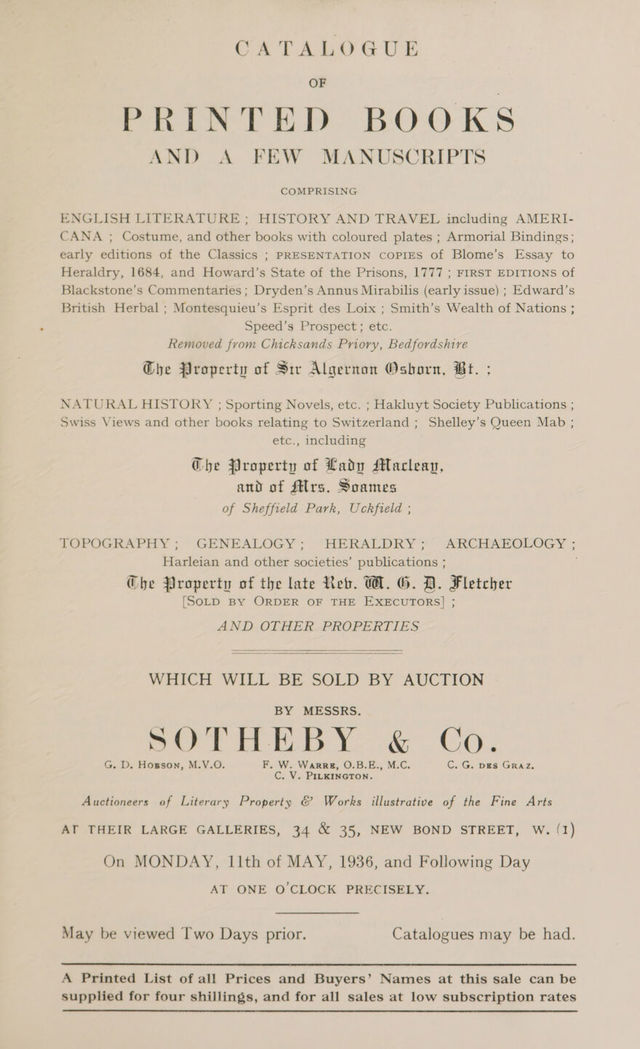 CATALOGUE
OF
PRINTED BOOKS
AND A FEW MANUSCRIPTS
COMPRISING
ENGLISH LITERATURE ; HISTORY AND TRAVEL including AMERI-
CANA ; Costume, and other books with coloured plates ; Armorial Bindings ;
early editions of the Classics ; PRESENTATION COPIES of Blome's Essay to
Heraldry, 1684, and Howard's State of the Prisons, 1777 ; FIRST EDITIONS of
Blackstone's Commentaries ; Dryden's Annus Mirabilis (early issue) ; Edward's
British Herbal ; Montesquieu's Esprit des Loix ; Smith's Wealth of Nations ;
Speed's Prospect ; etc.
Removed from Chicksands Priory, Bedfordshire
The Property of Sir Algernon Osborn, Bt. ;
NATURAL HISTORY ; Sporting Novels, etc. ; Hakluyt Society Publications ;
Swiss Views and other books relating to Switzerland ; Shelley's Queen Mab ;
etc., including
The Property of Lady Macleay,
and of Mrs. Soames
of Sheffield Park, Uckfield ;
TOPOGRAPHY ; GENEALOGY ; HERALDRY ; ARCHAEOLOGY ;
Harleian and other societies' publications ;
The Property of the late Reb. W. G. D. Fletcher
[SOLD BY ORDER OF THE EXECUTORS] ;
AND OTHER PROPERTIES
WHICH WILL BE SOLD BY AUCTION
BY MESSRS.
SOTHEBY & Co.
G. D. HOBSON, M.V.O. F. W. WARRE, O.B.E., M.C. C. G. DES GRAZ.
C. V. PILKINGTON.
Auctioneers of Literary Property & Works illustrative of the Fine Arts
AT THEIR LARGE GALLERIES, 34 & 35, NEW BOND STREET, W. (1)
On MONDAY, 11th of MAY, 1936, and Following Day
AT ONE O'CLOCK PRECISELY.
May be viewed Two Days prior. Catalogues may be had.
A Printed List of all Prices and Buyers' Names at this sale can be
supplied for four shillings, and for all sales at low subscription rates